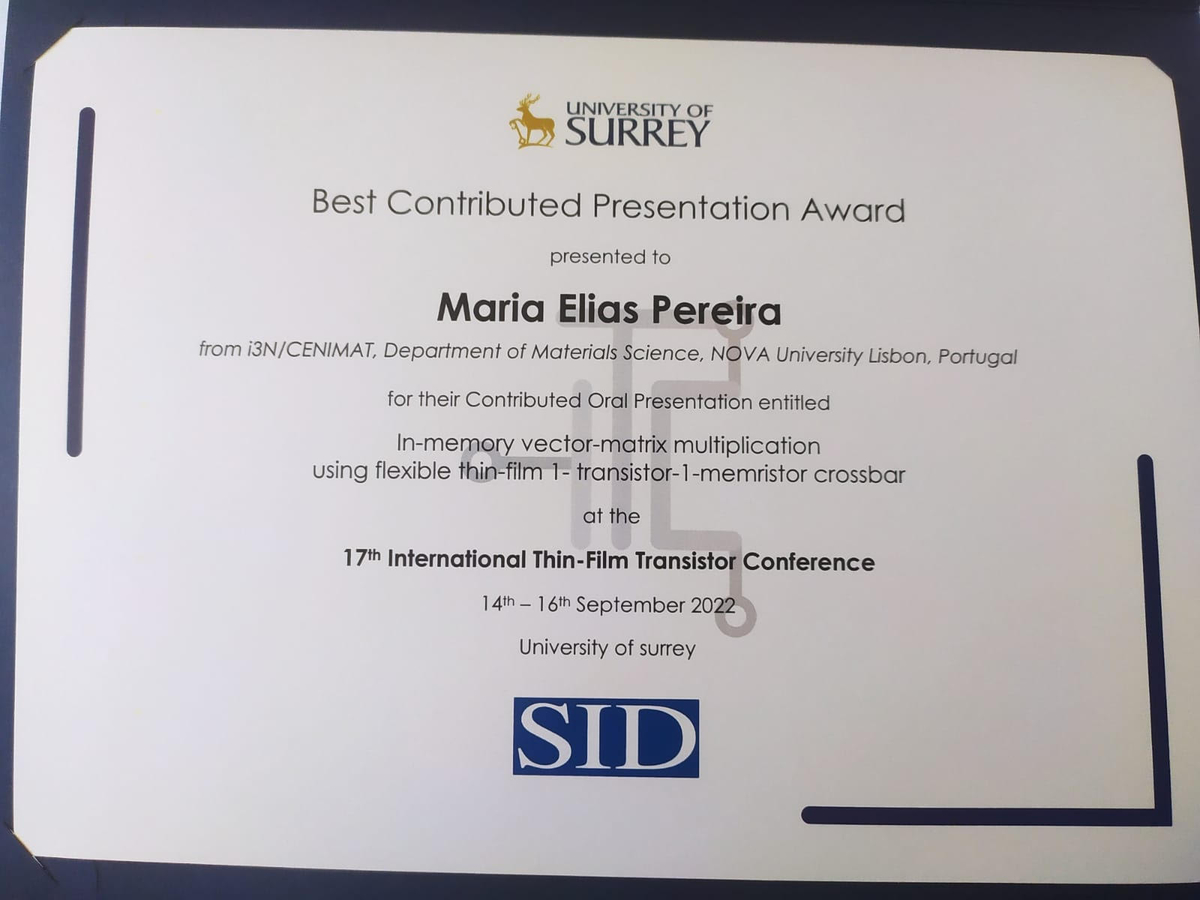 UNIVERSITY OF
SURREY
Best Contributed Presentation Award
presented to
Maria Elias Pereira
from i3N/CENIMAT, Department of Materials Science, NOVA University Lisbon, Portugal
for their Contributed Oral Presentation entitled
In-memory vector-matrix multiplication
using flexible thin-film 1- transistor-1-memristor crossbar
at the
17th International Thin-Film Transistor Conference
14th – 16th September 2022
University of surrey
SID